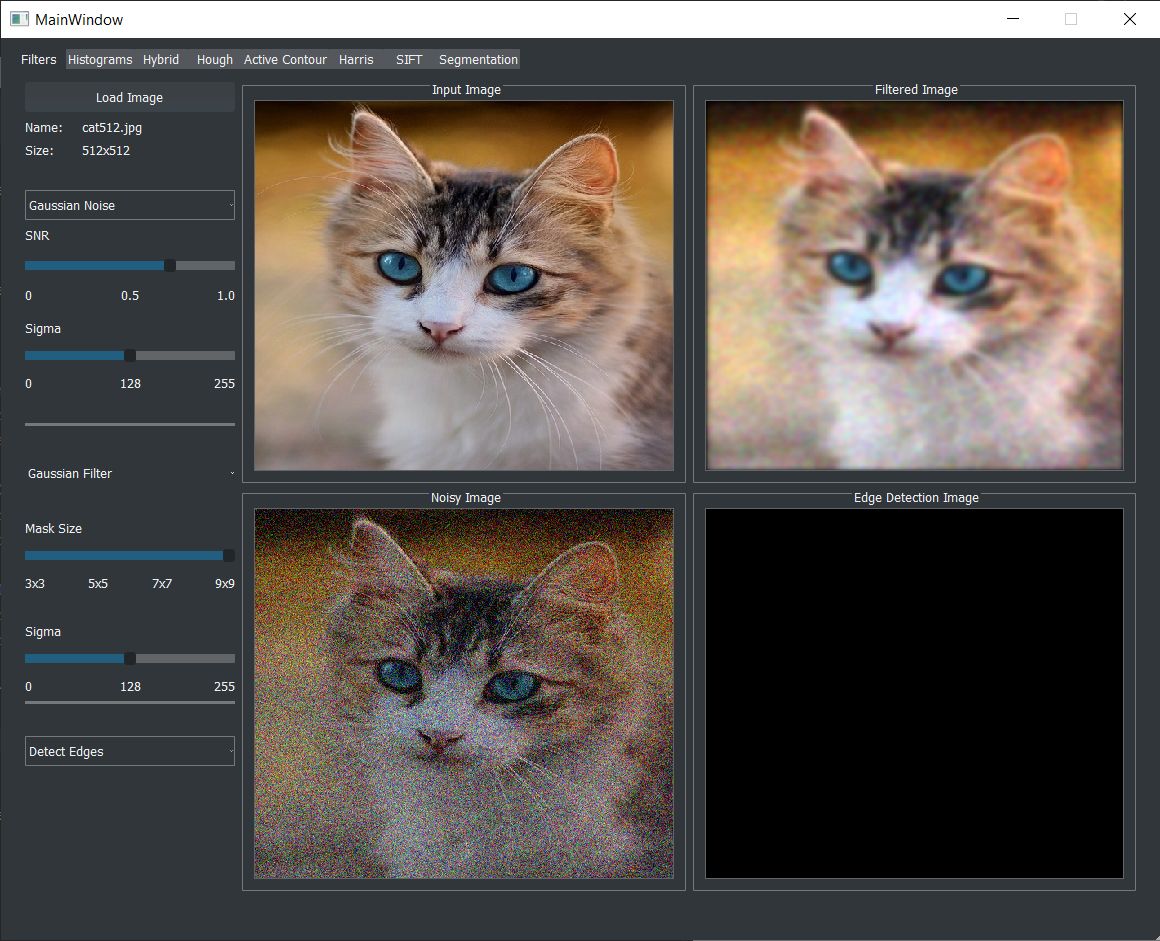 MainWindow
Filters Histograms Hybrid Hough Active Contour Harris SIFT Segmentation
Load Image
Name: cat512.jpg
Size: 512x512
Gaussian Noise
SNR
0 0.5 1.0
Sigma
0 128 255
Gaussian Filter
Mask Size
3x3 5x5 7x7 9x9
Sigma
0 128 255
Detect Edges
Input Image
Filtered Image
Noisy Image
Edge Detection Image